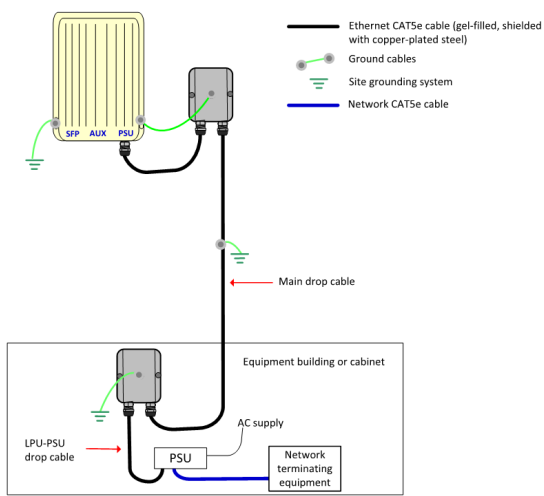 Ethernet CAT5e cable (gel-filled, shielded
with copper-plated steel)
Ground cables
Site grounding system
Network CAT5e cable
SFP AUX PSU
Main drop cable
Equipment building or cabinet
AC supply
LPU-PSU
drop cable
PSU
Network
terminating
equipment